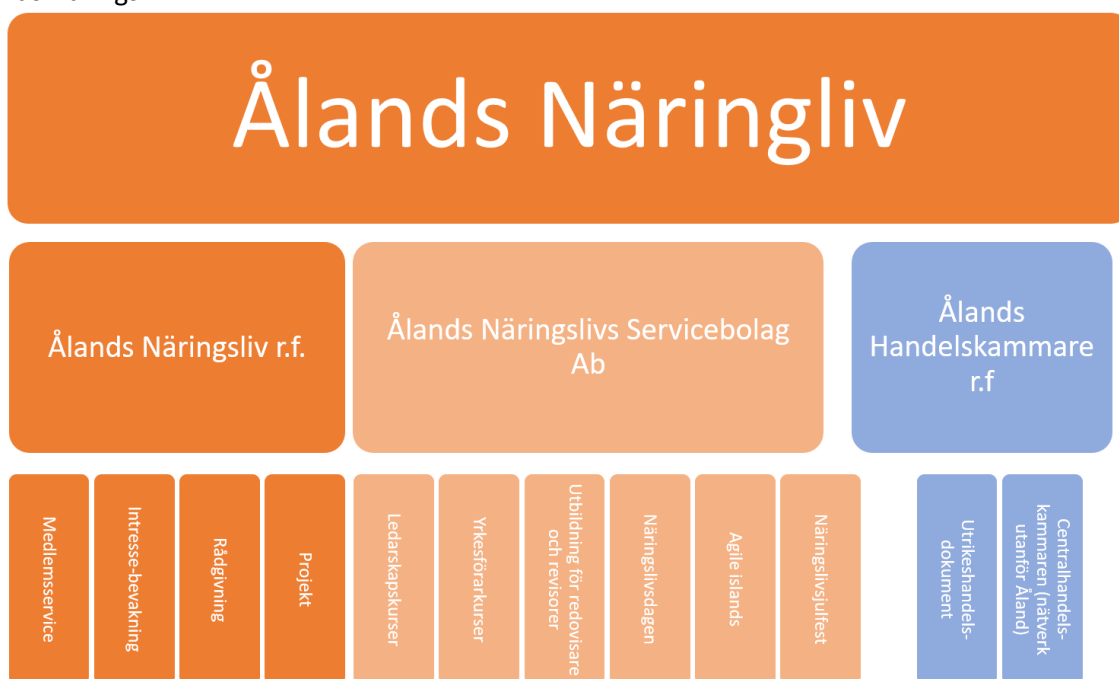 Ålands Näringliv
Ålands Näringsliv r.f.
Ålands Näringslivs Servicebolag
Ab
Ålands
Handelskammare
r.f
Medlemsservice
Intresse-bevakning
Rådgivning
Projekt
Ledarskapskurser
Yrkesförarkurser
Utbildning för redovisare
och revisorer
Näringslivsdagen
Agile islands
Näringslivsjulfest
Utrikeshandels-
dokument
Centralhandels-
kammaren (nätverk
utanför Åland)